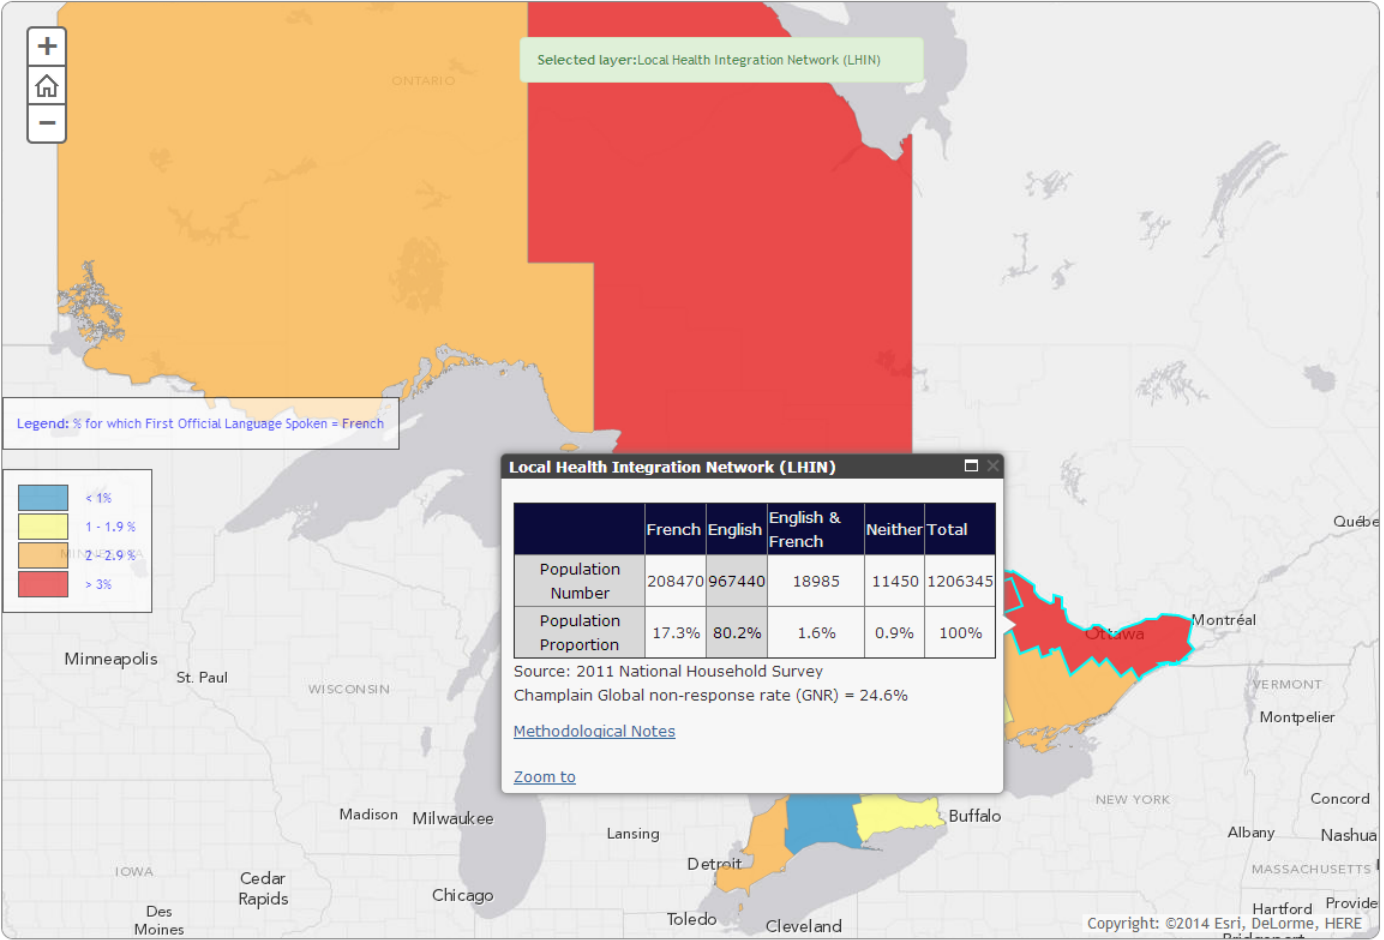 +
−
ONTARIO
Selected layer:Local Health Integration Network (LHIN)
Legend: % for which First Official Language Spoken = French
< 1%
1 - 1.9 %
2 - 2.9 %
> 3%
MINNESOTA
Local Health Integration Network (LHIN)
French English English & French Neither Total
Population Number 208470 967440 18985 11450 1206345
Population Proportion 17.3% 80.2% 1.6% 0.9% 100%
Source: 2011 National Household Survey
Champlain Global non-response rate (GNR) = 24.6%
Methodological Notes
Zoom to
Québe
Montréal
Ottawa
Minneapolis
St. Paul
WISCONSIN
VERMONT
Montpelier
Madison
Milwaukee
Lansing
Buffalo
NEW YORK
Concord
Albany
Nashua
Detroit
IOWA
Cedar
Rapids
Chicago
MASSACHUSETTS
Hartford
Provide
Des
Moines
Toledo
Cleveland
Copyright: ©2014 Esri, DeLorme, HERE